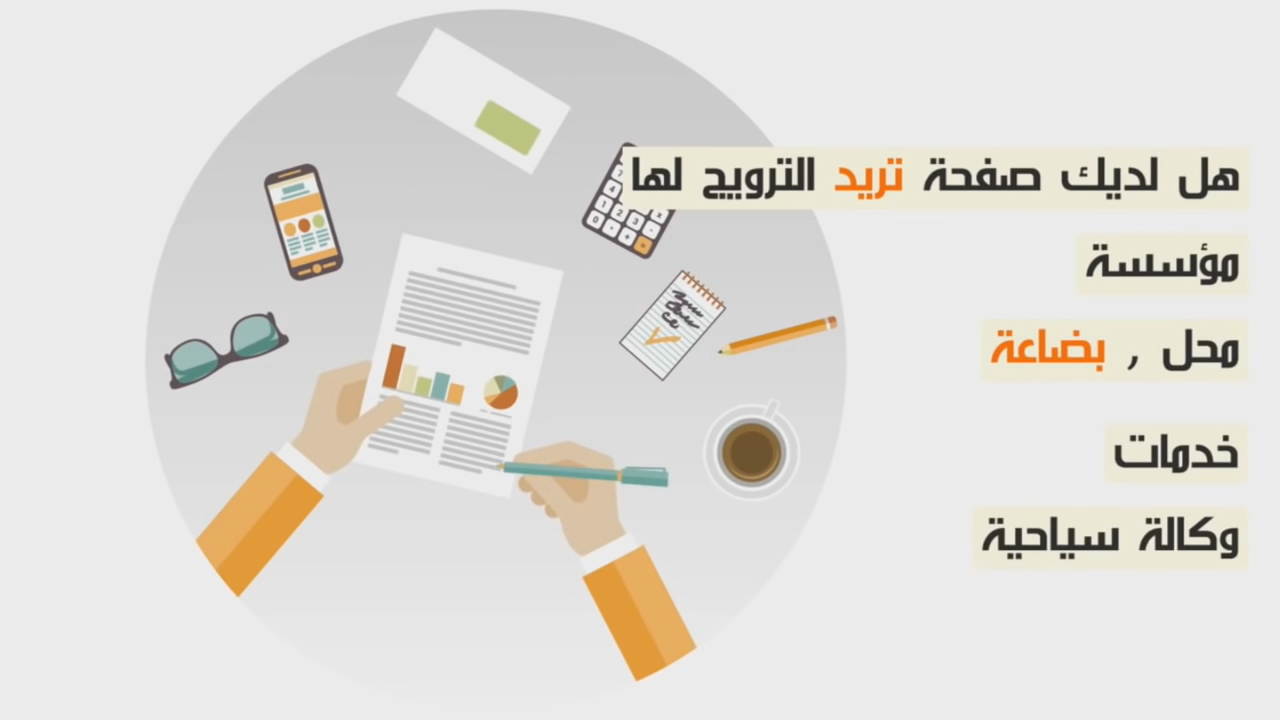 هل لديك صفحة تريد الترويج لها
مؤسسة
محل , بضاعة
خدمات
وكالة سياحية